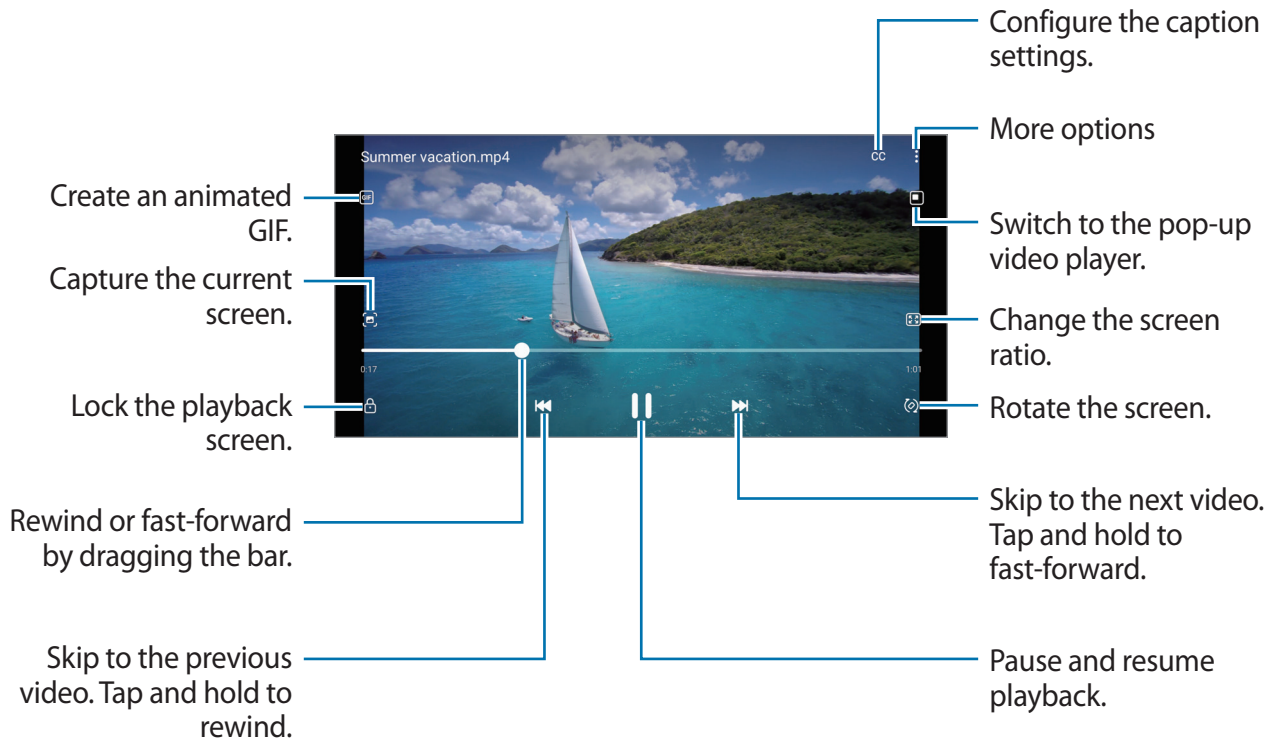 Configure the caption
settings.
More options
Summer vacation.mp4
CC
Create an animated
GIF.
GIF
Switch to the pop-up
video player.
Capture the current
screen.
Change the screen
ratio.
0:17
1:01
Lock the playback
screen.
Rotate the screen.
Rewind or fast-forward
by dragging the bar.
Skip to the next video.
Tap and hold to
fast-forward.
Skip to the previous
video. Tap and hold to
rewind.
Pause and resume
playback.